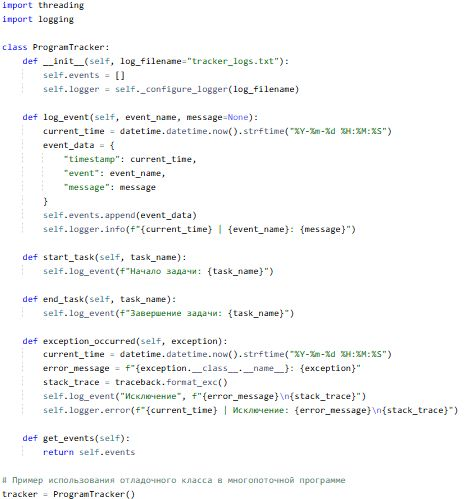 import threading
import logging

class ProgramTracker:
    def __init__(self, log_filename="tracker_logs.txt"):
        self.events = []
        self.logger = self._configure_logger(log_filename)

    def log_event(self, event_name, message=None):
        current_time = datetime.datetime.now().strftime("%Y-%m-%d %H:%M:%S")
        event_data = {
            "timestamp": current_time,
            "event": event_name,
            "message": message
        }
        self.events.append(event_data)
        self.logger.info(f"{current_time} | {event_name}: {message}")

    def start_task(self, task_name):
        self.log_event(f"Начало задачи: {task_name}")

    def end_task(self, task_name):
        self.log_event(f"Завершение задачи: {task_name}")

    def exception_occurred(self, exception):
        current_time = datetime.datetime.now().strftime("%Y-%m-%d %H:%M:%S")
        error_message = f"{exception.__class__.__name__}: {exception}"
        stack_trace = traceback.format_exc()
        self.log_event("Исключение", f"{error_message}\n{stack_trace}")
        self.logger.error(f"{current_time} | Исключение: {error_message}\n{stack_trace}")

    def get_events(self):
        return self.events

# Пример использования отладочного класса в многопоточной программе
tracker = ProgramTracker()